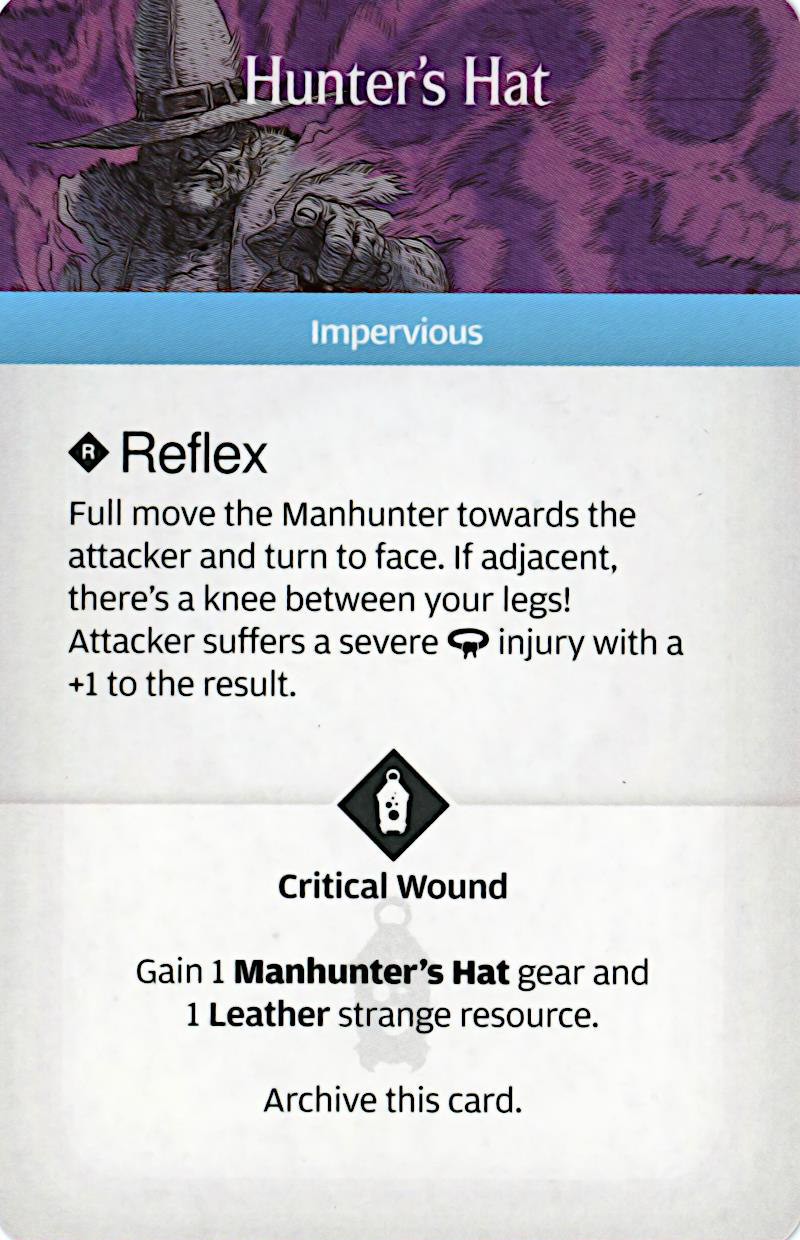 Hunter’s Hat
Impervious
R Reflex
Full move the Manhunter towards the
attacker and turn to face. If adjacent,
there’s a knee between your legs!
Attacker suffers a severe injury with a
+1 to the result.
Critical Wound
Gain 1 Manhunter’s Hat gear and
1 Leather strange resource.
Archive this card.